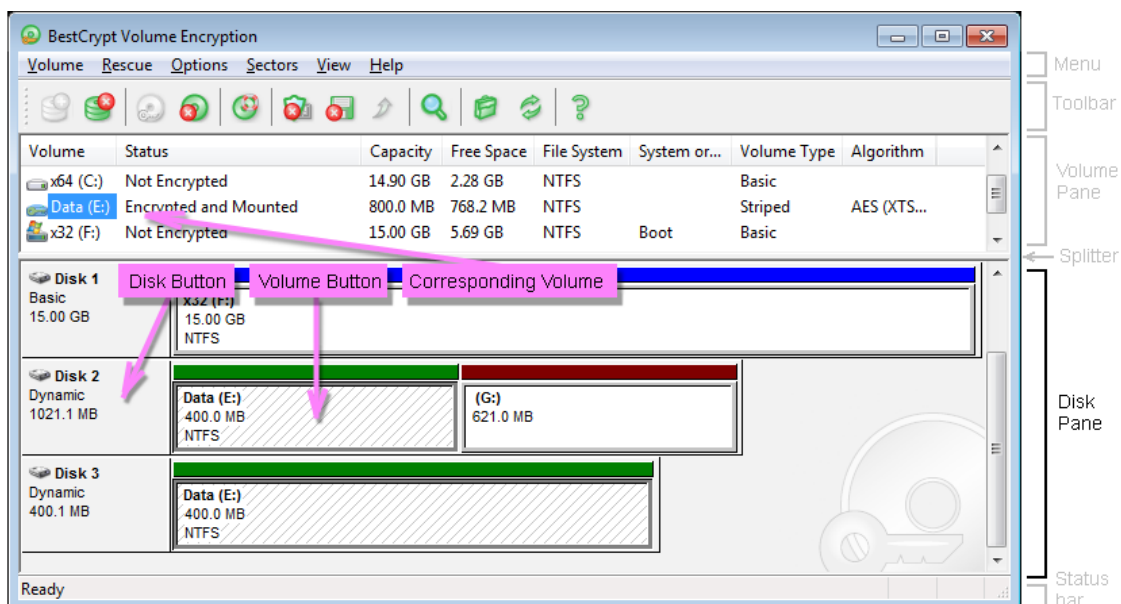 BestCrypt Volume Encryption
Volume Rescue Options Sectors View Help
Menu
Toolbar
Volume Status Capacity Free Space File System System or... Volume Type Algorithm
x64 (C:) Not Encrypted 14.90 GB 2.28 GB NTFS Basic
Data (E:) Encrypted and Mounted 800.0 MB 768.2 MB NTFS Striped AES (XTS...
x32 (F:) Not Encrypted 15.00 GB 5.69 GB NTFS Boot Basic
Volume
Pane
Splitter
Disk Button
Volume Button
Corresponding Volume
Disk 1
Basic
15.00 GB
x32 (F:)
15.00 GB
NTFS
Disk 2
Dynamic
1021.1 MB
Data (E:)
400.0 MB
NTFS
(G:)
621.0 MB
Disk
Pane
Disk 3
Dynamic
400.1 MB
Data (E:)
400.0 MB
NTFS
Ready
Status
bar